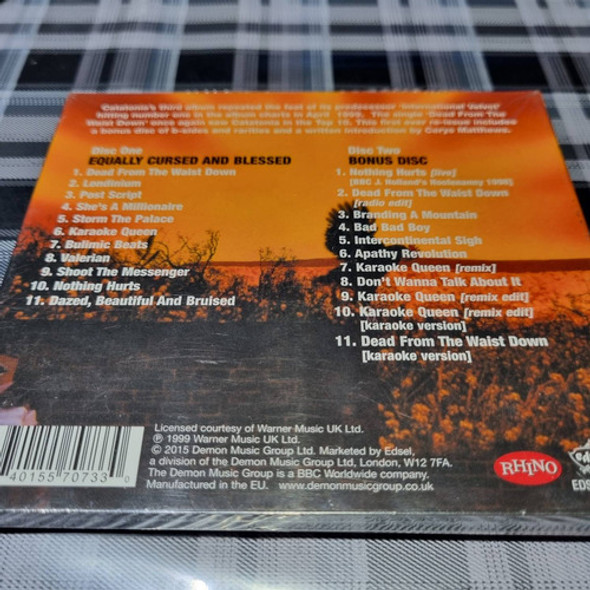 Catatonia's third album repeated the feat of its predecessor 'International Velvet'
hitting number one in the album charts in April 1999. The single 'Dead From The
Waist Down' once again saw Catatonia in the Top 10. This first ever re-issue includes
a bonus disc of b-sides and rarities and a written introduction by Cerys Matthews.
Disc One
EQUALLY CURSED AND BLESSED
1. Dead From The Waist Down
2. Londinium
3. Post Script
4. She's A Millionaire
5. Storm The Palace
6. Karaoke Queen
7. Bulimic Beats
8. Valerian
9. Shoot The Messenger
10. Nothing Hurts
11. Dazed, Beautiful And Bruised
Disc Two
BONUS DISC
1. Nothing Hurts [live]
[BBC J. Holland's Hootenanny 1998]
2. Dead From The Waist Down
[radio edit]
3. Branding A Mountain
4. Bad Bad Boy
5. Intercontinental Sigh
6. Apathy Revolution
7. Karaoke Queen [remix]
8. Don't Wanna Talk About It
9. Karaoke Queen [remix edit]
10. Karaoke Queen [remix edit]
[karaoke version]
11. Dead From The Waist Down
[karaoke version]
Licensed courtesy of Warner Music UK Ltd.
℗ 1999 Warner Music UK Ltd.
© 2015 Demon Music Group Ltd. Marketed by Edsel,
a division of the Demon Music Group Ltd, London, W12 7FA.
The Demon Music Group is a BBC Worldwide company.
Manufactured in the EU. www.demonmusicgroup.co.uk
40155 70733 0
RHINO
EDS